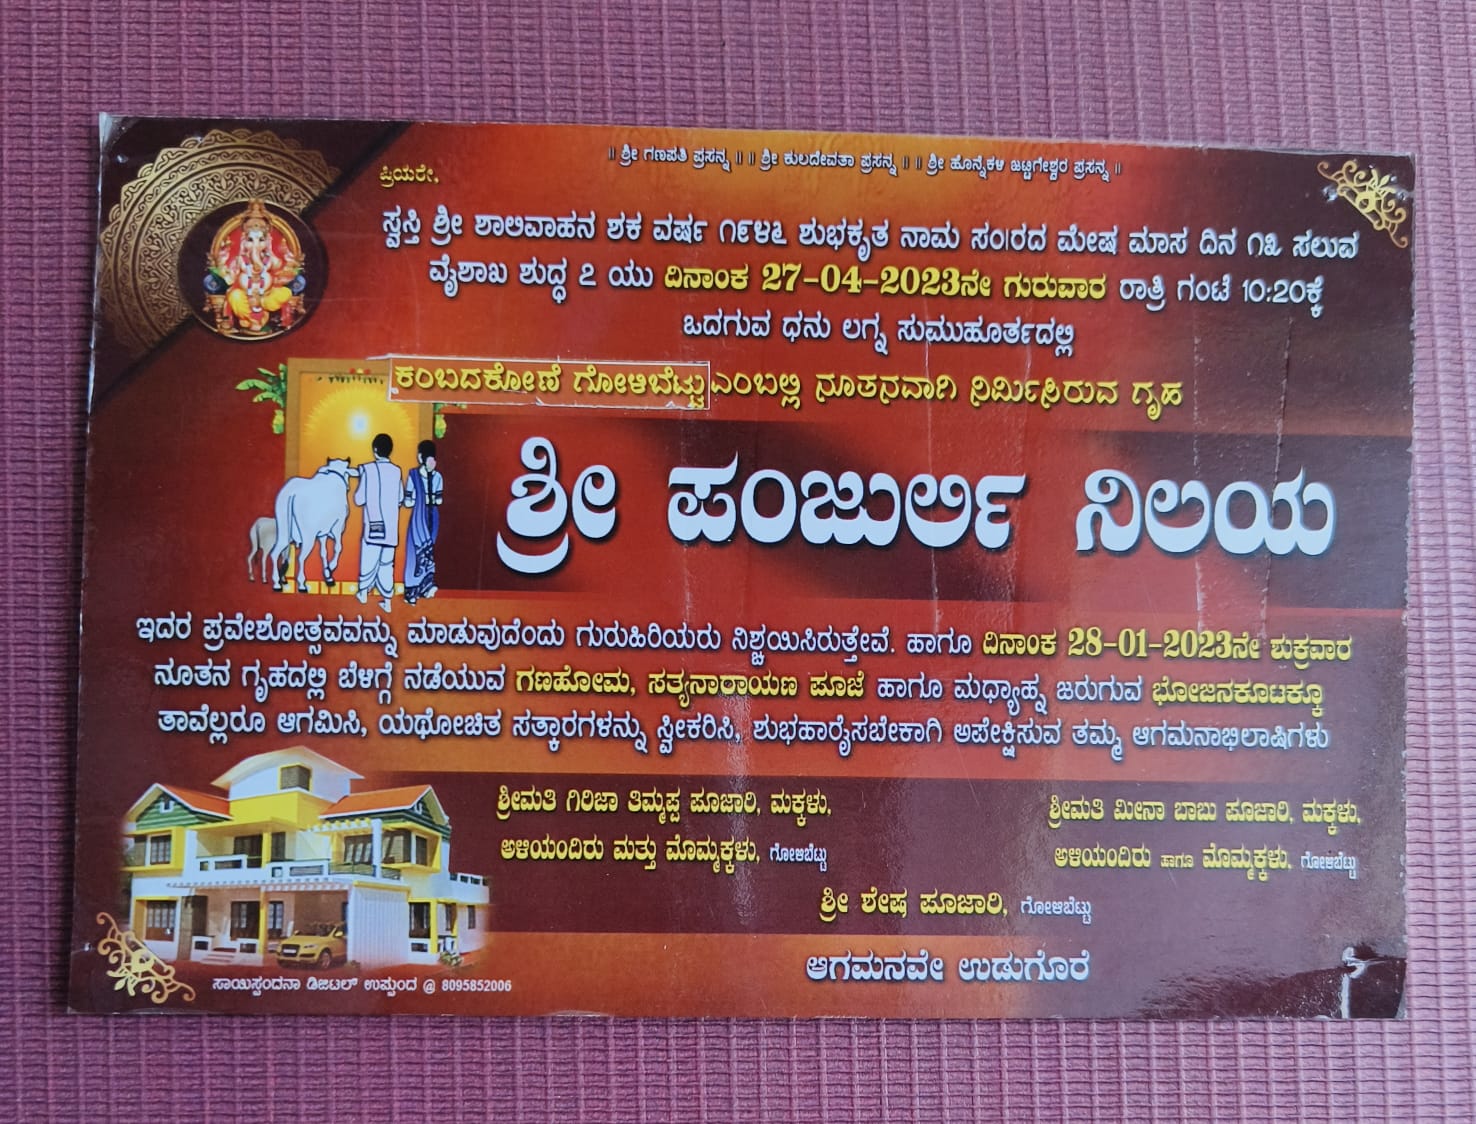 || ಶ್ರೀ ಗಣಪತಿ ಪ್ರಸನ್ನ || || ಶ್ರೀ ಕುಲದೇವತಾ ಪ್ರಸನ್ನ || || ಶ್ರೀ ಹೊನ್ನೆಕಳಿ ಜಟ್ಟಿಗೇಶ್ವರ ಪ್ರಸನ್ನ ||
ಪ್ರಿಯರೇ,
ಸ್ವಸ್ತಿ ಶ್ರೀ ಶಾಲಿವಾಹನ ಶಕ ವರ್ಷ ೧೯೪೬ ಶುಭಕೃತ ನಾಮ ಸಂ|ರದ ಮೇಷ ಮಾಸ ದಿನ ೧೩ ಸಲುವ
ವೈಶಾಖ ಶುದ್ಧ ೭ ಯು ದಿನಾಂಕ 27-04-2023ನೇ ಗುರುವಾರ ರಾತ್ರಿ ಗಂಟೆ 10:20ಕ್ಕೆ
ಒದಗುವ ಧನು ಲಗ್ನ ಸುಮುಹೂರ್ತದಲ್ಲಿ
ಕಂಬದಕೋಣೆ ಗೋಳಿಬೆಟ್ಟು ಎಂಬಲ್ಲಿ ನೂತನವಾಗಿ ನಿರ್ಮಿಸಿರುವ ಗೃಹ
ಶ್ರೀ ಪಂಜುರ್ಲಿ ನಿಲಯ
ಇದರ ಪ್ರವೇಶೋತ್ಸವವನ್ನು ಮಾಡುವುದೆಂದು ಗುರುಹಿರಿಯರು ನಿಶ್ಚಯಿಸಿರುತ್ತೇವೆ. ಹಾಗೂ ದಿನಾಂಕ 28-01-2023ನೇ ಶುಕ್ರವಾರ
ನೂತನ ಗೃಹದಲ್ಲಿ ಬೆಳಗ್ಗೆ ನಡೆಯುವ ಗಣಹೋಮ, ಸತ್ಯನಾರಾಯಣ ಪೂಜೆ ಹಾಗೂ ಮಧ್ಯಾಹ್ನ ಜರುಗುವ ಭೋಜನಕೂಟಕ್ಕೂ
ತಾವೆಲ್ಲರೂ ಆಗಮಿಸಿ, ಯಥೋಚಿತ ಸತ್ಕಾರಗಳನ್ನು ಸ್ವೀಕರಿಸಿ, ಶುಭಹಾರೈಸಬೇಕಾಗಿ ಅಪೇಕ್ಷಿಸುವ ತಮ್ಮ ಆಗಮನಾಭಿಲಾಷಿಗಳು
ಶ್ರೀಮತಿ ಗಿರಿಜಾ ತಿಮ್ಮಪ್ಪ ಪೂಜಾರಿ, ಮಕ್ಕಳು,
ಅಳಿಯಂದಿರು ಮತ್ತು ಮೊಮ್ಮಕ್ಕಳು, ಗೋಳಿಬೆಟ್ಟು
ಶ್ರೀಮತಿ ಮೀನಾ ಬಾಬು ಪೂಜಾರಿ, ಮಕ್ಕಳು,
ಅಳಿಯಂದಿರು ಹಾಗೂ ಮೊಮ್ಮಕ್ಕಳು, ಗೋಳಿಬೆಟ್ಟು
ಶ್ರೀ ಶೇಷ ಪೂಜಾರಿ, ಗೋಳಿಬೆಟ್ಟು
ಆಗಮನವೇ ಉಡುಗೊರೆ
ಸಾಯಿಸ್ಪಂದನಾ ಡಿಜಿಟಲ್ ಉಪ್ಪುಂದ @ 8095852006